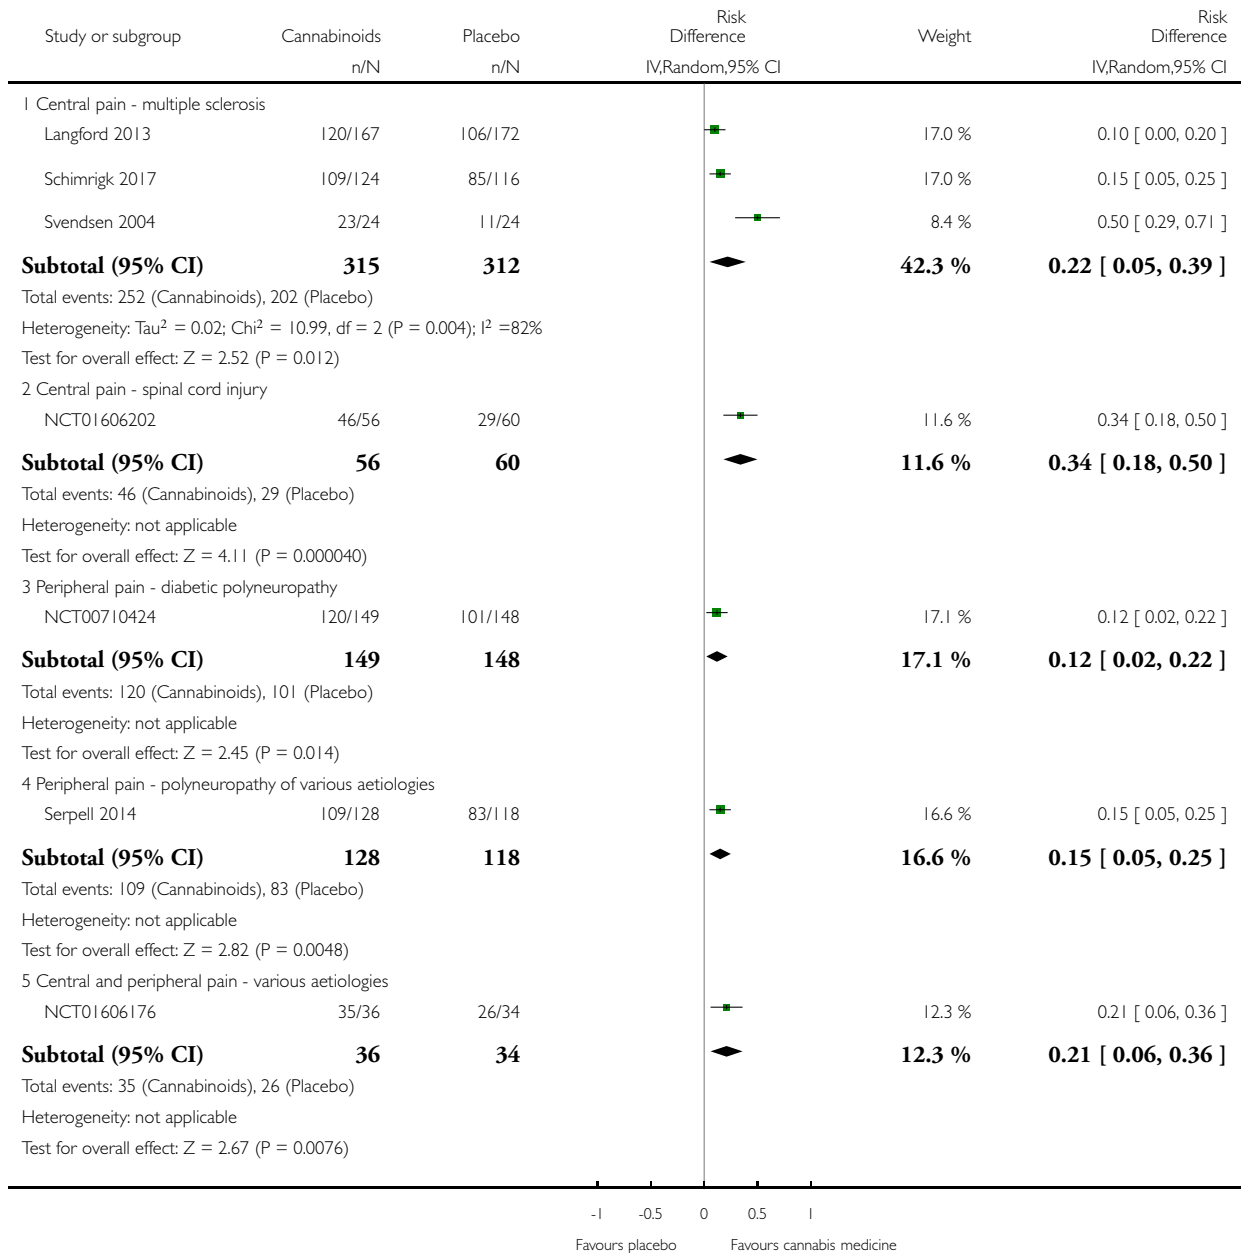 Study or subgroup Cannabinoids Placebo Risk Difference Weight Risk Difference
n/N n/N IV,Random,95% CI IV,Random,95% CI
1 Central pain - multiple sclerosis
Langford 2013 120/167 106/172 17.0 % 0.10 [ 0.00, 0.20 ]
Schimrigk 2017 109/124 85/116 17.0 % 0.15 [ 0.05, 0.25 ]
Svendsen 2004 23/24 11/24 8.4 % 0.50 [ 0.29, 0.71 ]
Subtotal (95% CI) 315 312 42.3 % 0.22 [ 0.05, 0.39 ]
Total events: 252 (Cannabinoids), 202 (Placebo)
Heterogeneity: Tau² = 0.02; Chi² = 10.99, df = 2 (P = 0.004); I² =82%
Test for overall effect: Z = 2.52 (P = 0.012)
2 Central pain - spinal cord injury
NCT01606202 46/56 29/60 11.6 % 0.34 [ 0.18, 0.50 ]
Subtotal (95% CI) 56 60 11.6 % 0.34 [ 0.18, 0.50 ]
Total events: 46 (Cannabinoids), 29 (Placebo)
Heterogeneity: not applicable
Test for overall effect: Z = 4.11 (P = 0.000040)
3 Peripheral pain - diabetic polyneuropathy
NCT00710424 120/149 101/148 17.1 % 0.12 [ 0.02, 0.22 ]
Subtotal (95% CI) 149 148 17.1 % 0.12 [ 0.02, 0.22 ]
Total events: 120 (Cannabinoids), 101 (Placebo)
Heterogeneity: not applicable
Test for overall effect: Z = 2.45 (P = 0.014)
4 Peripheral pain - polyneuropathy of various aetiologies
Serpell 2014 109/128 83/118 16.6 % 0.15 [ 0.05, 0.25 ]
Subtotal (95% CI) 128 118 16.6 % 0.15 [ 0.05, 0.25 ]
Total events: 109 (Cannabinoids), 83 (Placebo)
Heterogeneity: not applicable
Test for overall effect: Z = 2.82 (P = 0.0048)
5 Central and peripheral pain - various aetiologies
NCT01606176 35/36 26/34 12.3 % 0.21 [ 0.06, 0.36 ]
Subtotal (95% CI) 36 34 12.3 % 0.21 [ 0.06, 0.36 ]
Total events: 35 (Cannabinoids), 26 (Placebo)
Heterogeneity: not applicable
Test for overall effect: Z = 2.67 (P = 0.0076)
-1 -0.5 0 0.5 1
Favours placebo Favours cannabis medicine